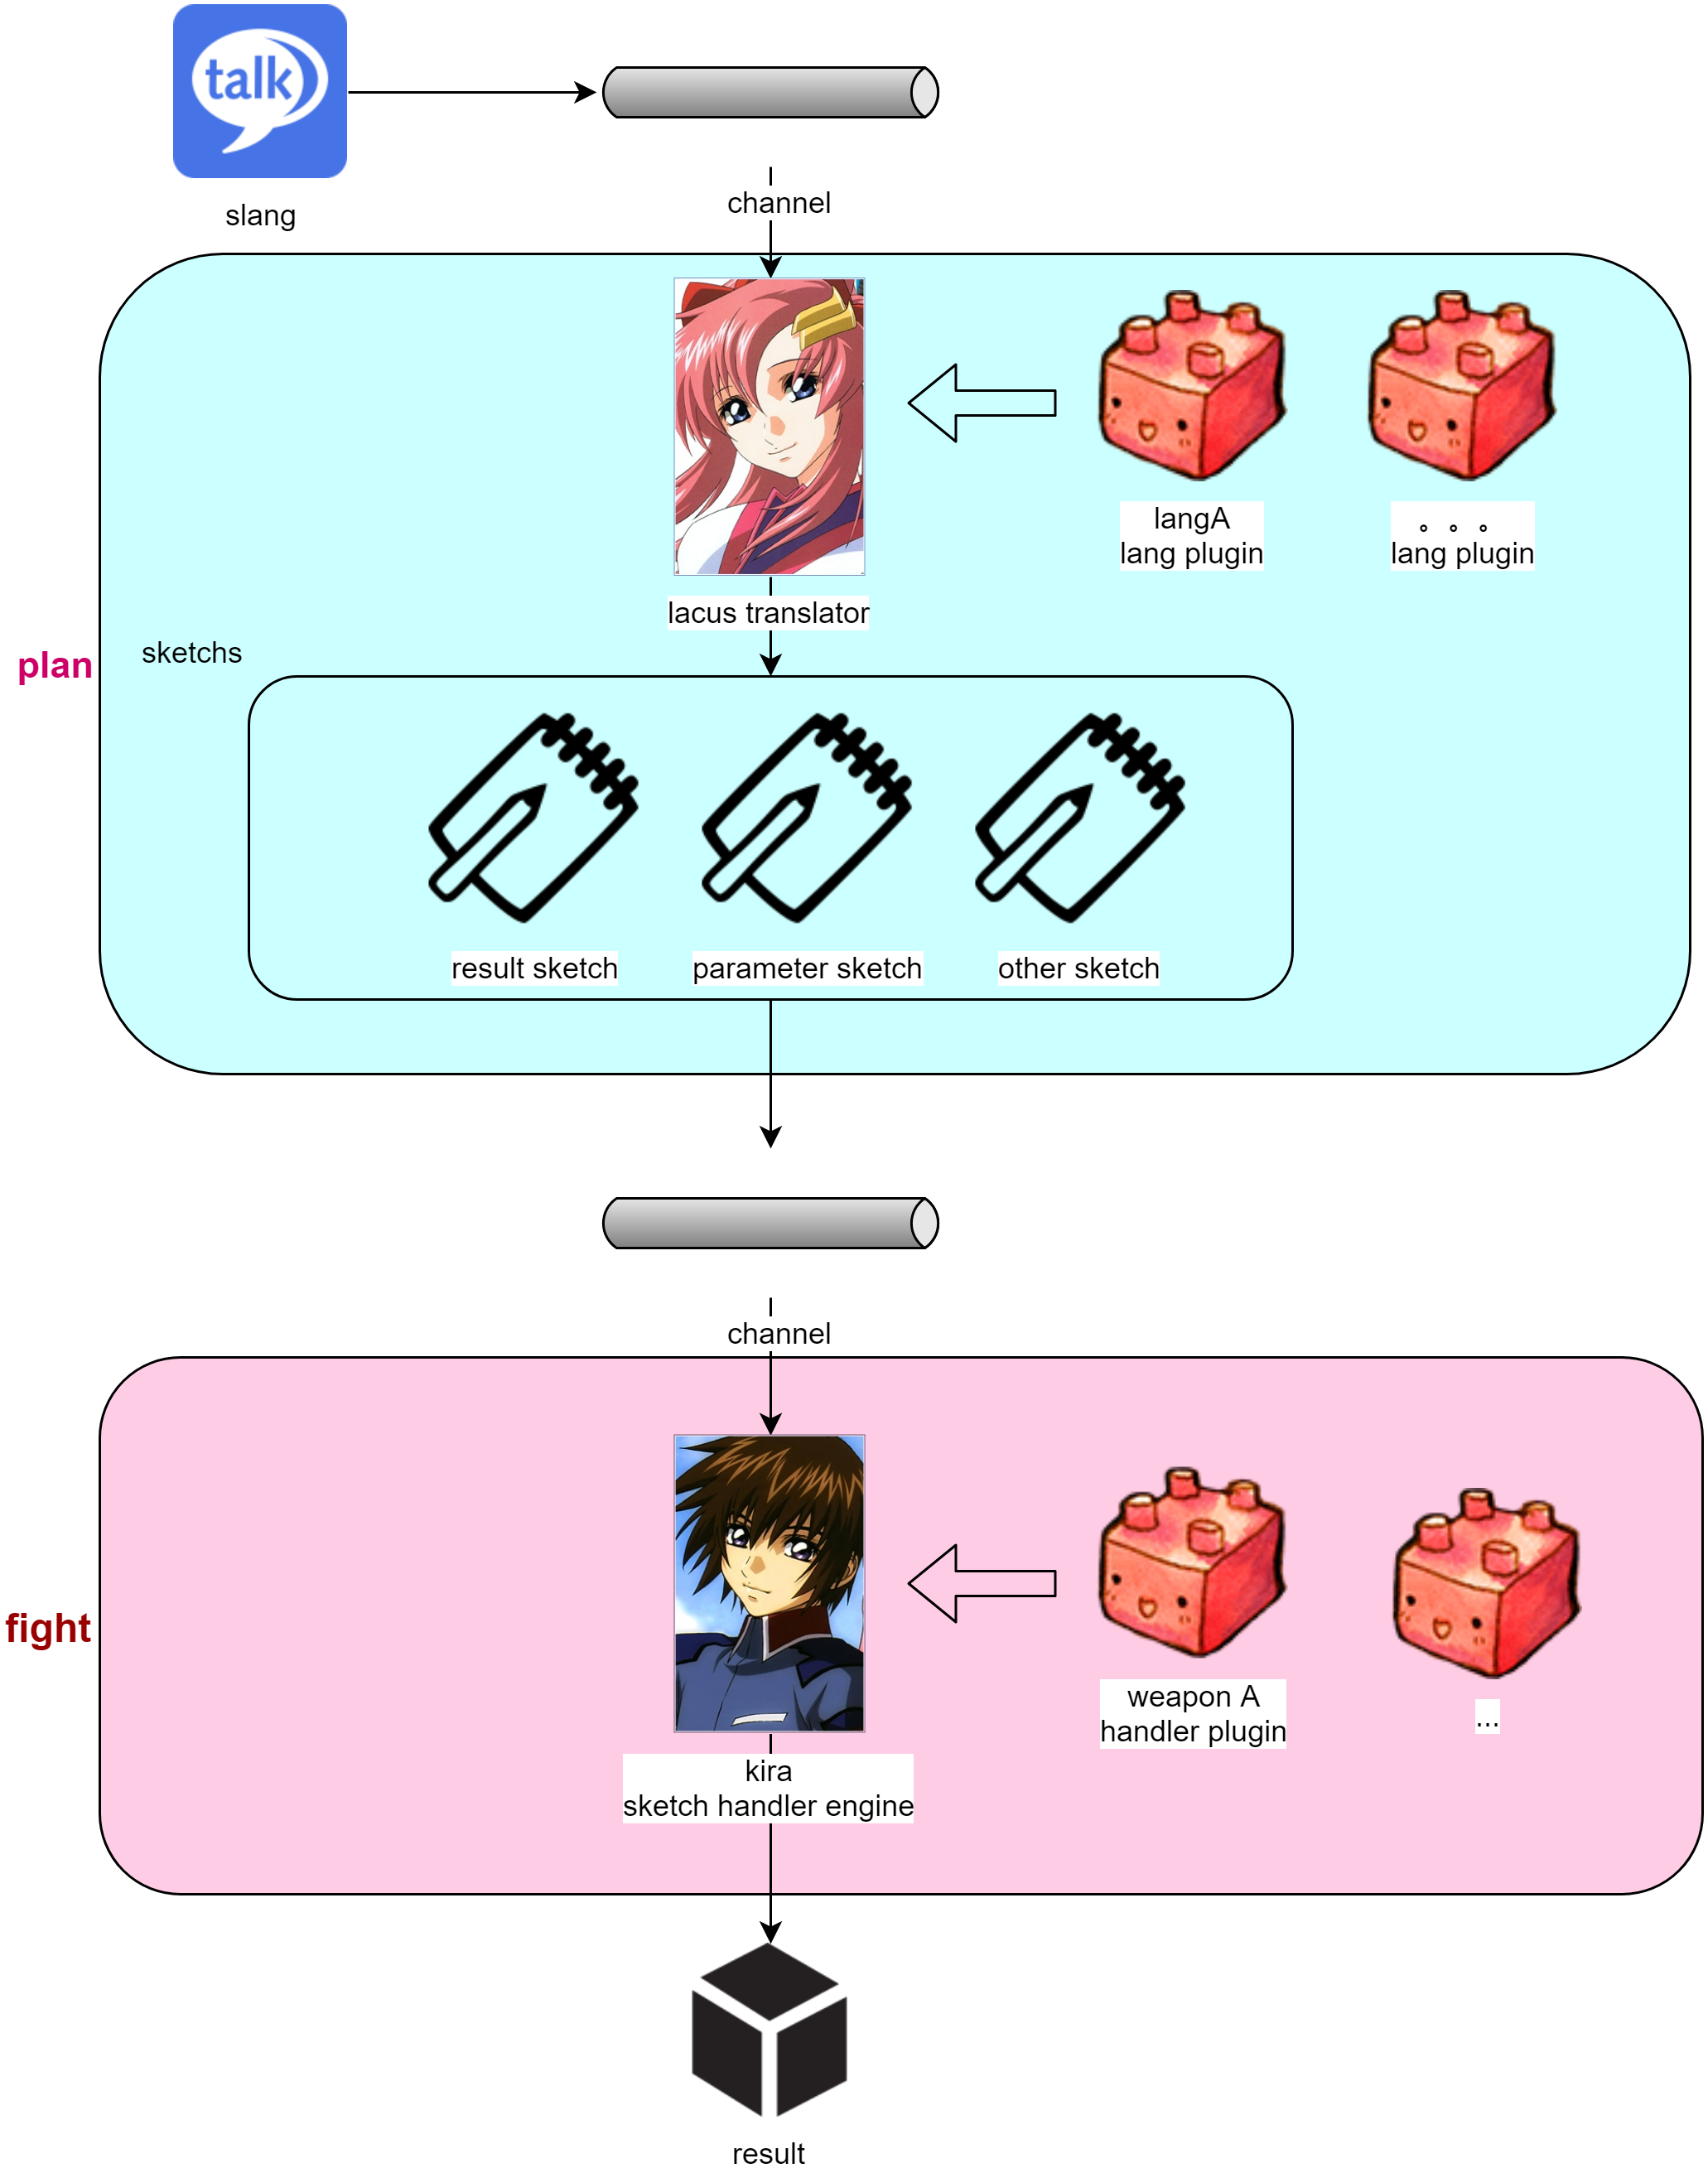 talk
slang
channel
langA
lang plugin
。。。
lang plugin
lacus translator
sketchs
plan
result sketch
parameter sketch
other sketch
channel
fight
weapon A
handler plugin
...
kira
sketch handler engine
result